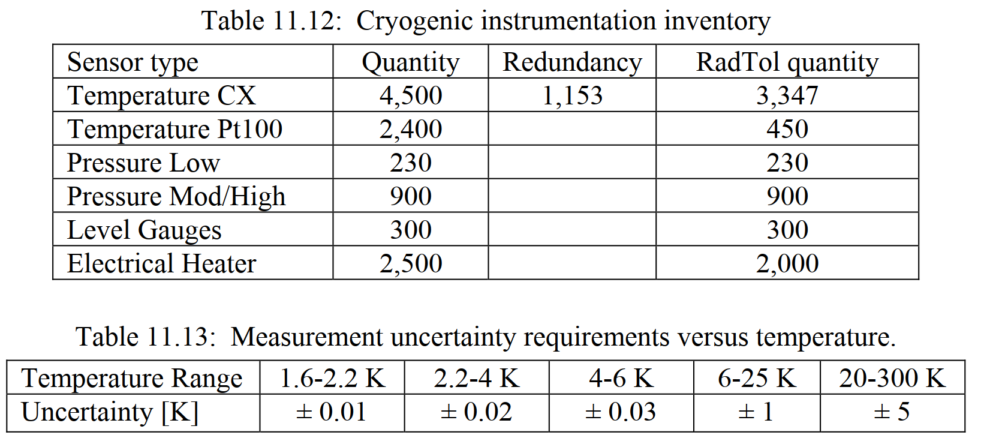 Table 11.12: Cryogenic instrumentation inventory
Sensor type Quantity Redundancy RadTol quantity
Temperature CX 4,500 1,153 3,347
Temperature Pt100 2,400 450
Pressure Low 230 230
Pressure Mod/High 900 900
Level Gauges 300 300
Electrical Heater 2,500 2,000
Table 11.13: Measurement uncertainty requirements versus temperature.
Temperature Range 1.6-2.2 K 2.2-4 K 4-6 K 6-25 K 20-300 K
Uncertainty [K] ± 0.01 ± 0.02 ± 0.03 ± 1 ± 5